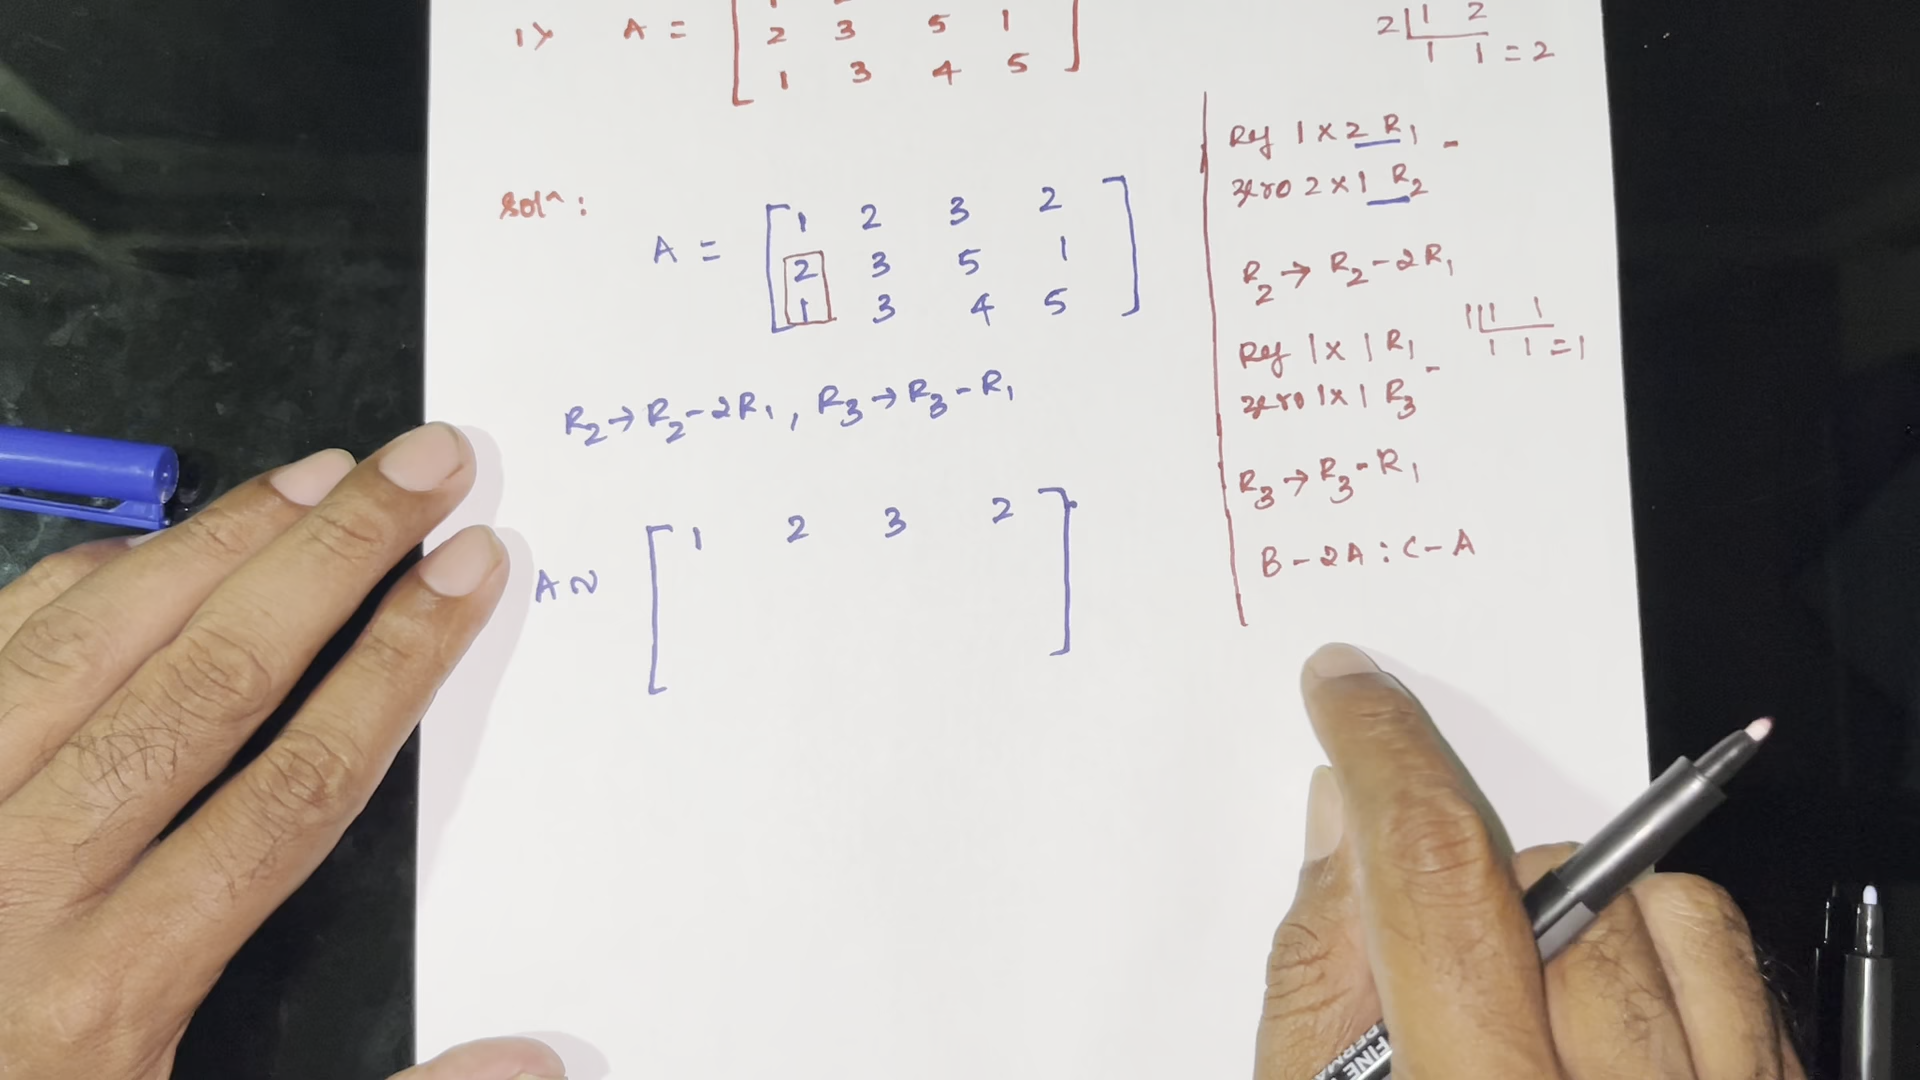 1> A = [
2 3 5 1
1 3 4 5 ]
2 | 1 2
1 1 = 2
Sol^n :
A = [ 1 2 3 2
2 3 5 1
1 3 4 5 ]
R2 → R2 - 2R1 , R3 → R3 - R1
A ~ [ 1 2 3 2 ]
Ref 1 x 2 R1 -
zero 2 x 1 R2
R2 → R2 - 2R1
Ref 1 x 1 R1 -
zero 1 x 1 R3
1 | 1 1
1 1 = 1
R3 → R3 - R1
B - 2A : C - A
FINE